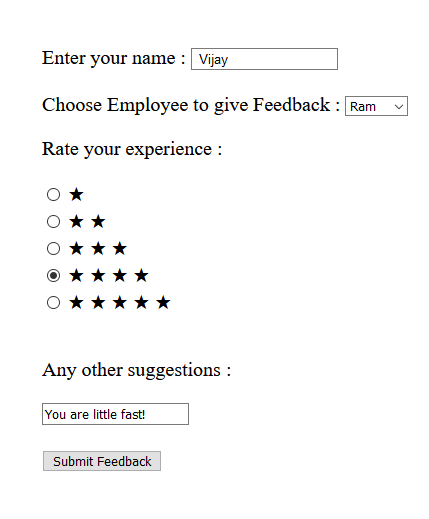 Enter your name : Vijay
Choose Employee to give Feedback : Ram
Rate your experience :
★
★ ★
★ ★ ★
★ ★ ★ ★
★ ★ ★ ★ ★
Any other suggestions :
You are little fast!
Submit Feedback